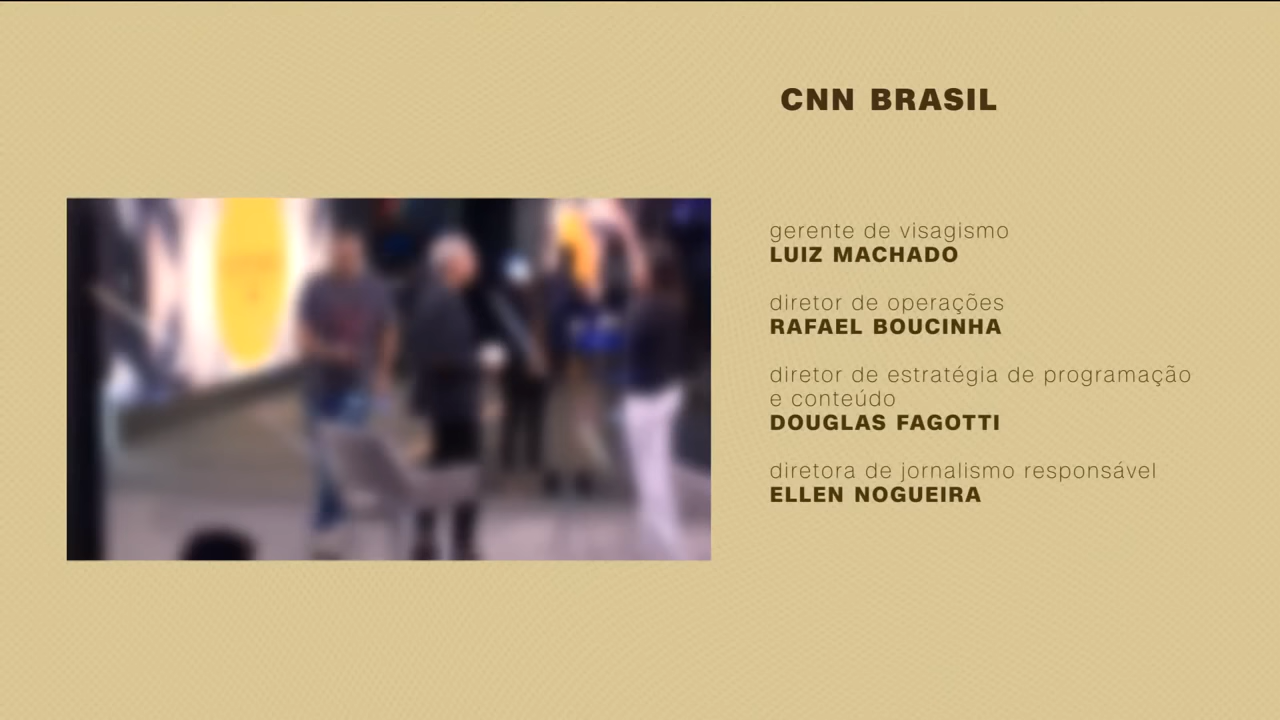 CNN BRASIL
gerente de visagismo
LUIZ MACHADO
diretor de operações
RAFAEL BOUCINHA
diretor de estratégia de programação
e conteúdo
DOUGLAS FAGOTTI
diretora de jornalismo responsável
ELLEN NOGUEIRA